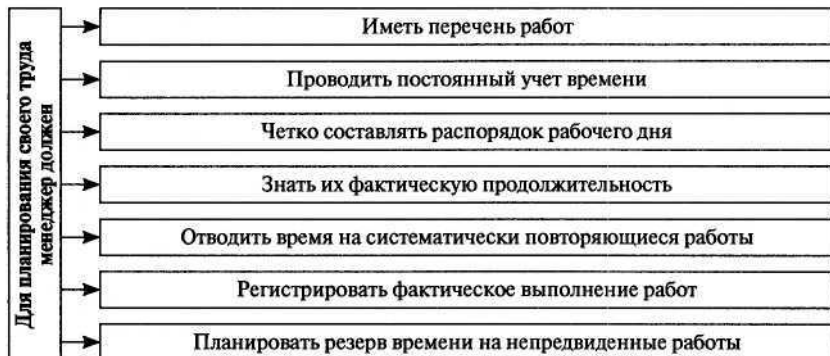 Для планирования своего труда
менеджер должен
Иметь перечень работ
Проводить постоянный учет времени
Четко составлять распорядок рабочего дня
Знать их фактическую продолжительность
Отводить время на систематически повторяющиеся работы
Регистрировать фактическое выполнение работ
Планировать резерв времени на непредвиденные работы